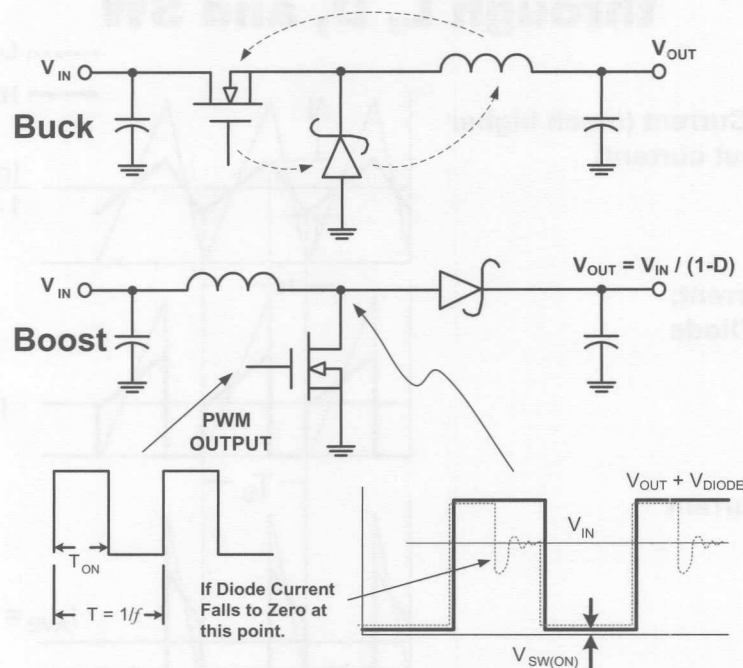 V_IN
V_OUT
Buck
V_IN
V_OUT = V_IN / (1-D)
Boost
PWM
OUTPUT
V_OUT + V_DIODE
V_IN
T_ON
T = 1/f
If Diode Current
Falls to Zero at
this point.
V_SW(ON)